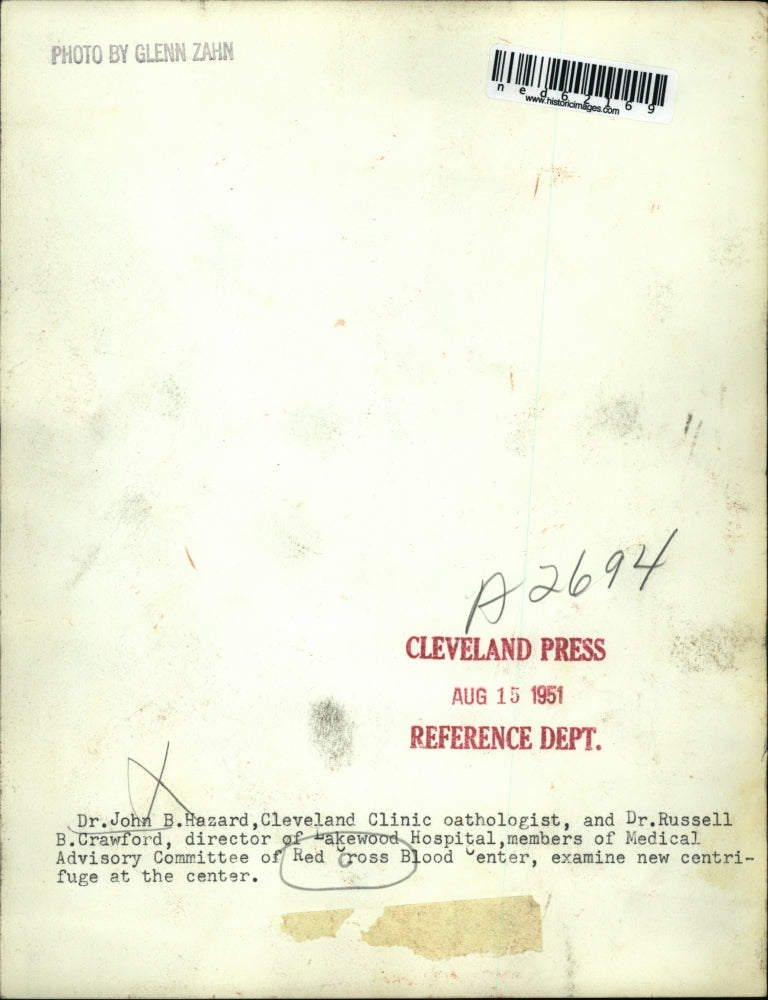 PHOTO BY GLENN ZAHN
ned62169
www.historicimages.com
A2694
CLEVELAND PRESS
AUG 15 1951
REFERENCE DEPT.
Dr.John B.Hazard,Cleveland Clinic oathologist, and Dr.Russell
B.Crawford, director of Lakewood Hospital,members of Medical
Advisory Committee of Red Cross Blood Center, examine new centri-
fuge at the center.